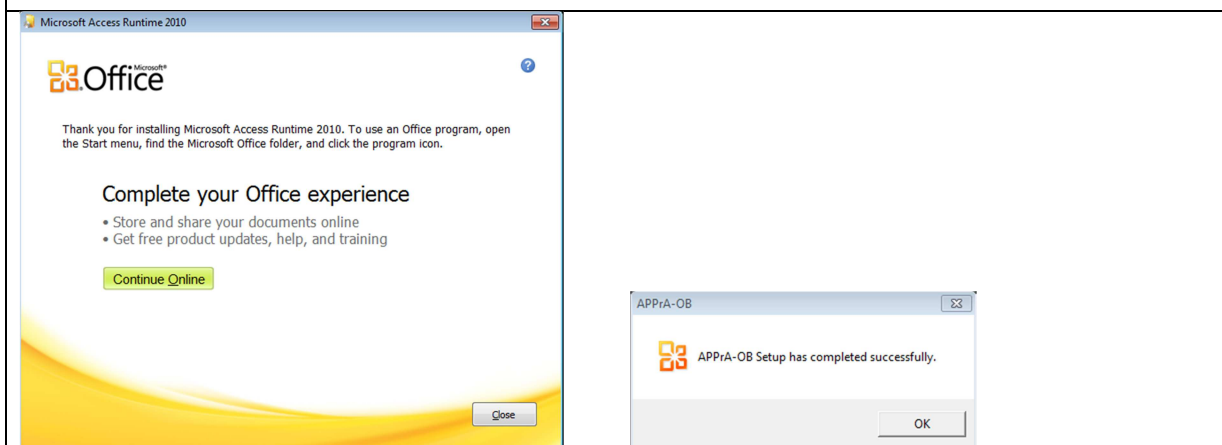 Microsoft Access Runtime 2010
Microsoft®
Office
Thank you for installing Microsoft Access Runtime 2010. To use an Office program, open
the Start menu, find the Microsoft Office folder, and click the program icon.
Complete your Office experience
• Store and share your documents online
• Get free product updates, help, and training
Continue Online
Close
APPrA-OB
APPrA-OB Setup has completed successfully.
OK